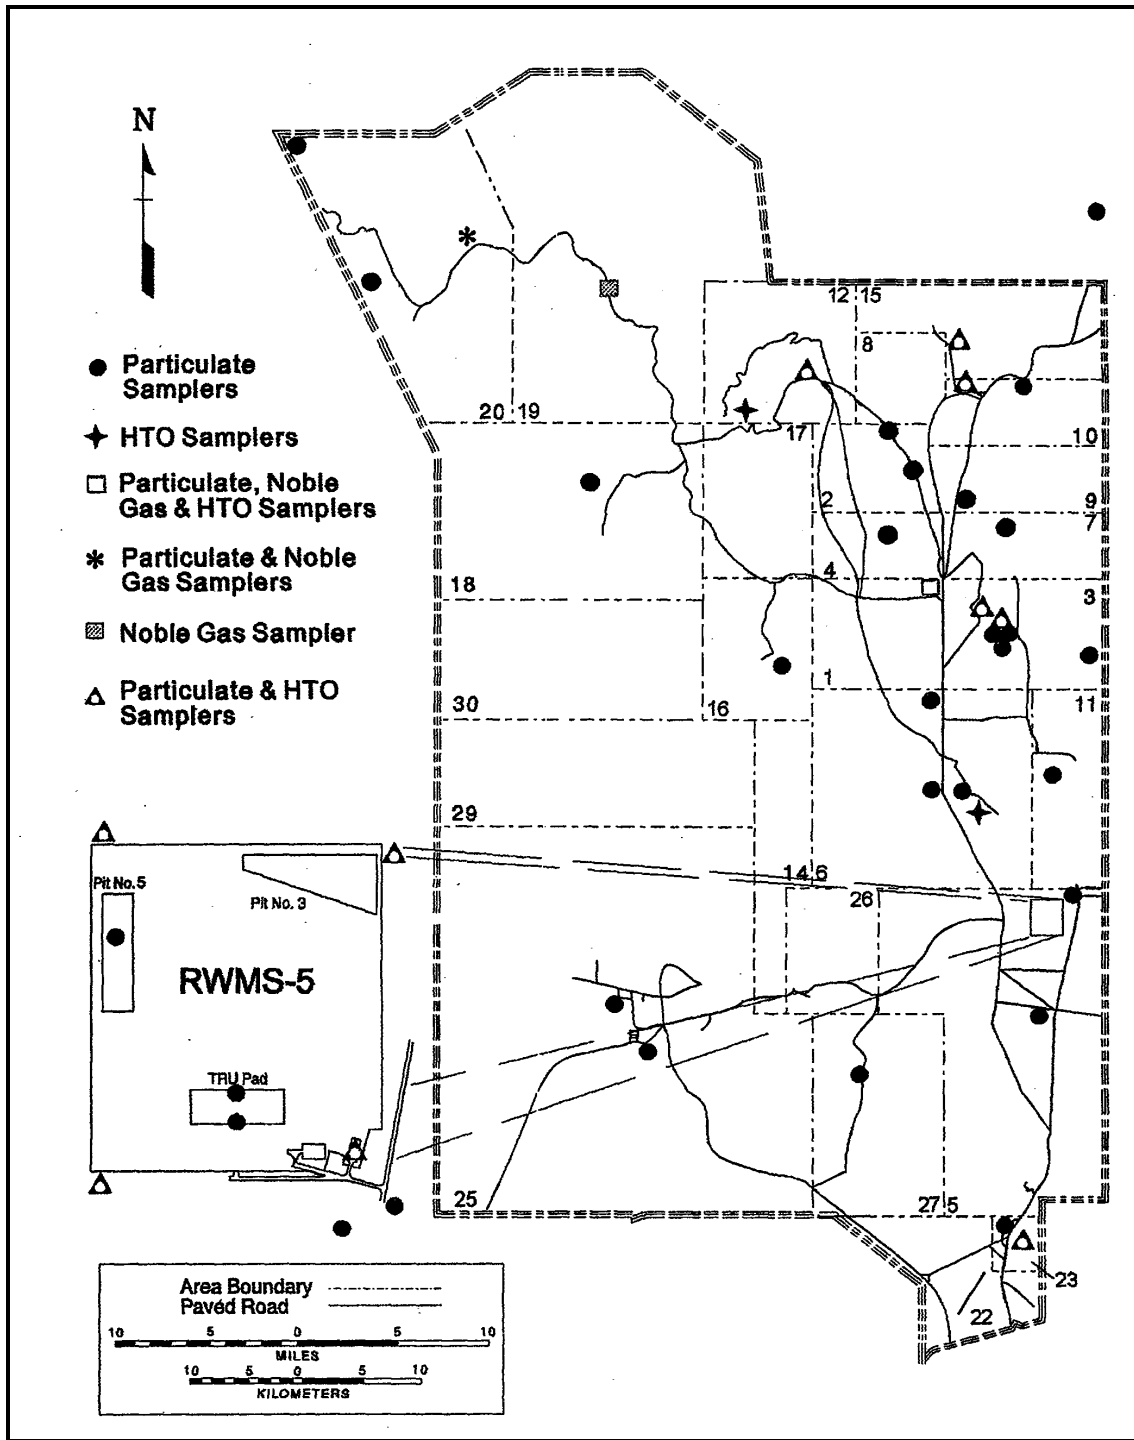 N
Particulate
Samplers
HTO Samplers
Particulate, Noble
Gas & HTO Samplers
Particulate & Noble
Gas Samplers
Noble Gas Sampler
Particulate & HTO
Samplers
12 15
8
20 19
17
10
2
9
7
4
18
3
1
30
16
11
29
14 6
26
Pit No. 5
Pit No. 3
RWMS-5
TRU Pad
25
27 5
23
22
Area Boundary
Paved Road
10 5 0 5 10
MILES
10 5 0 5 10
KILOMETERS